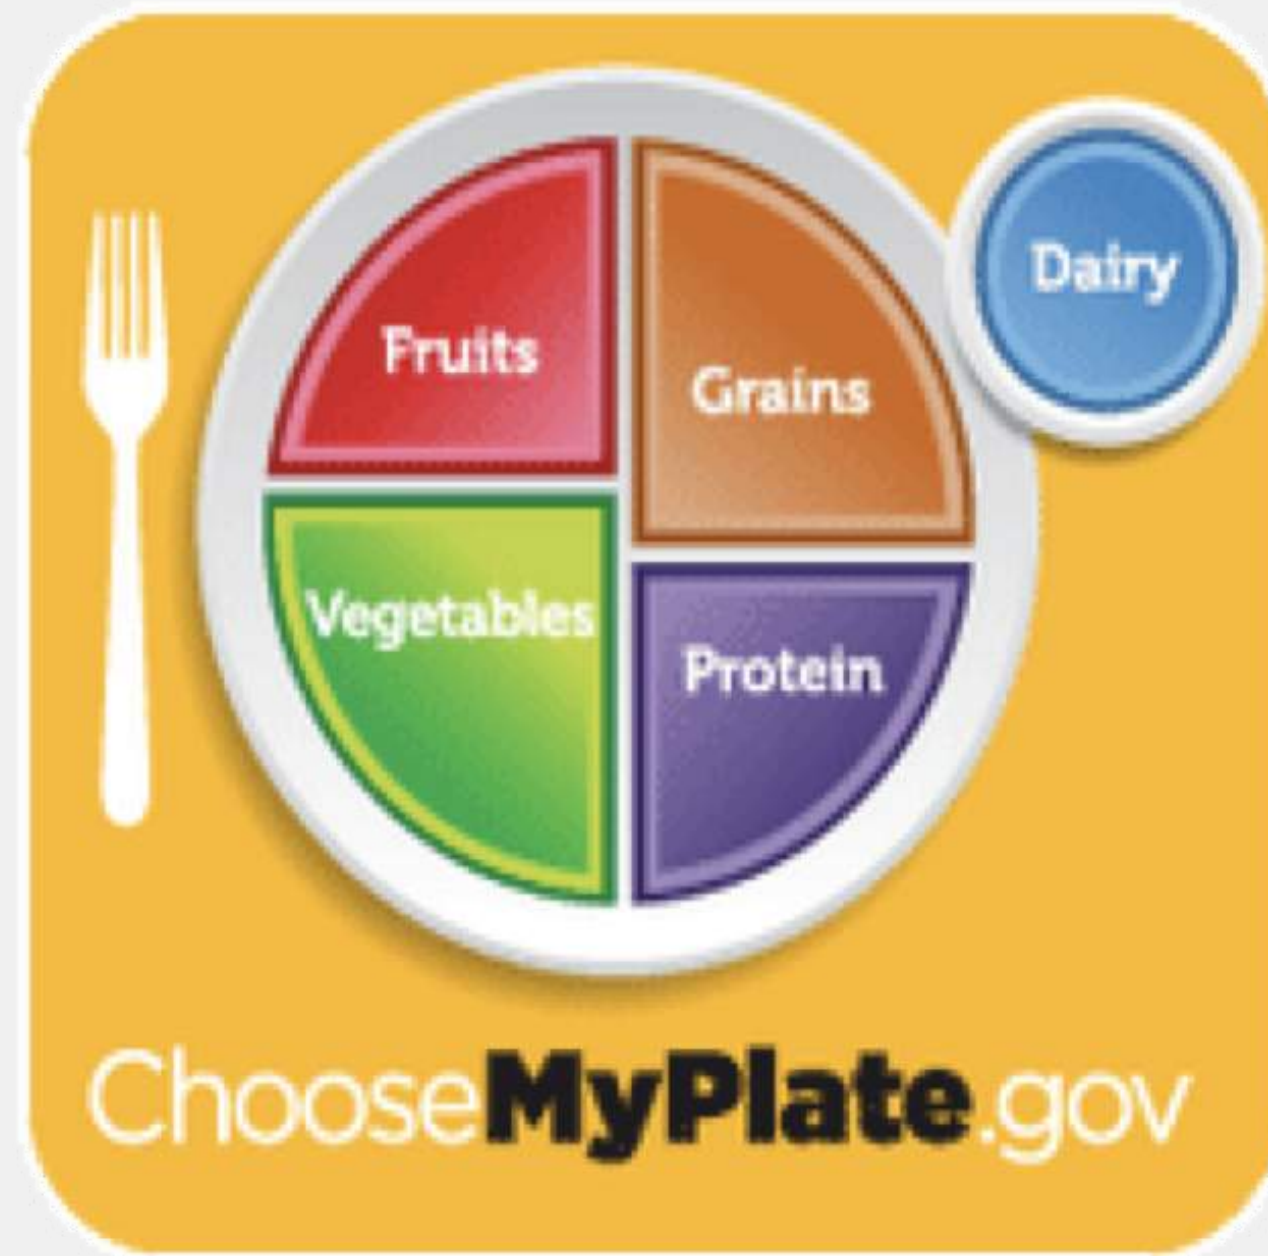 Fruits
Grains
Dairy
Vegetables
Protein
ChooseMyPlate.gov